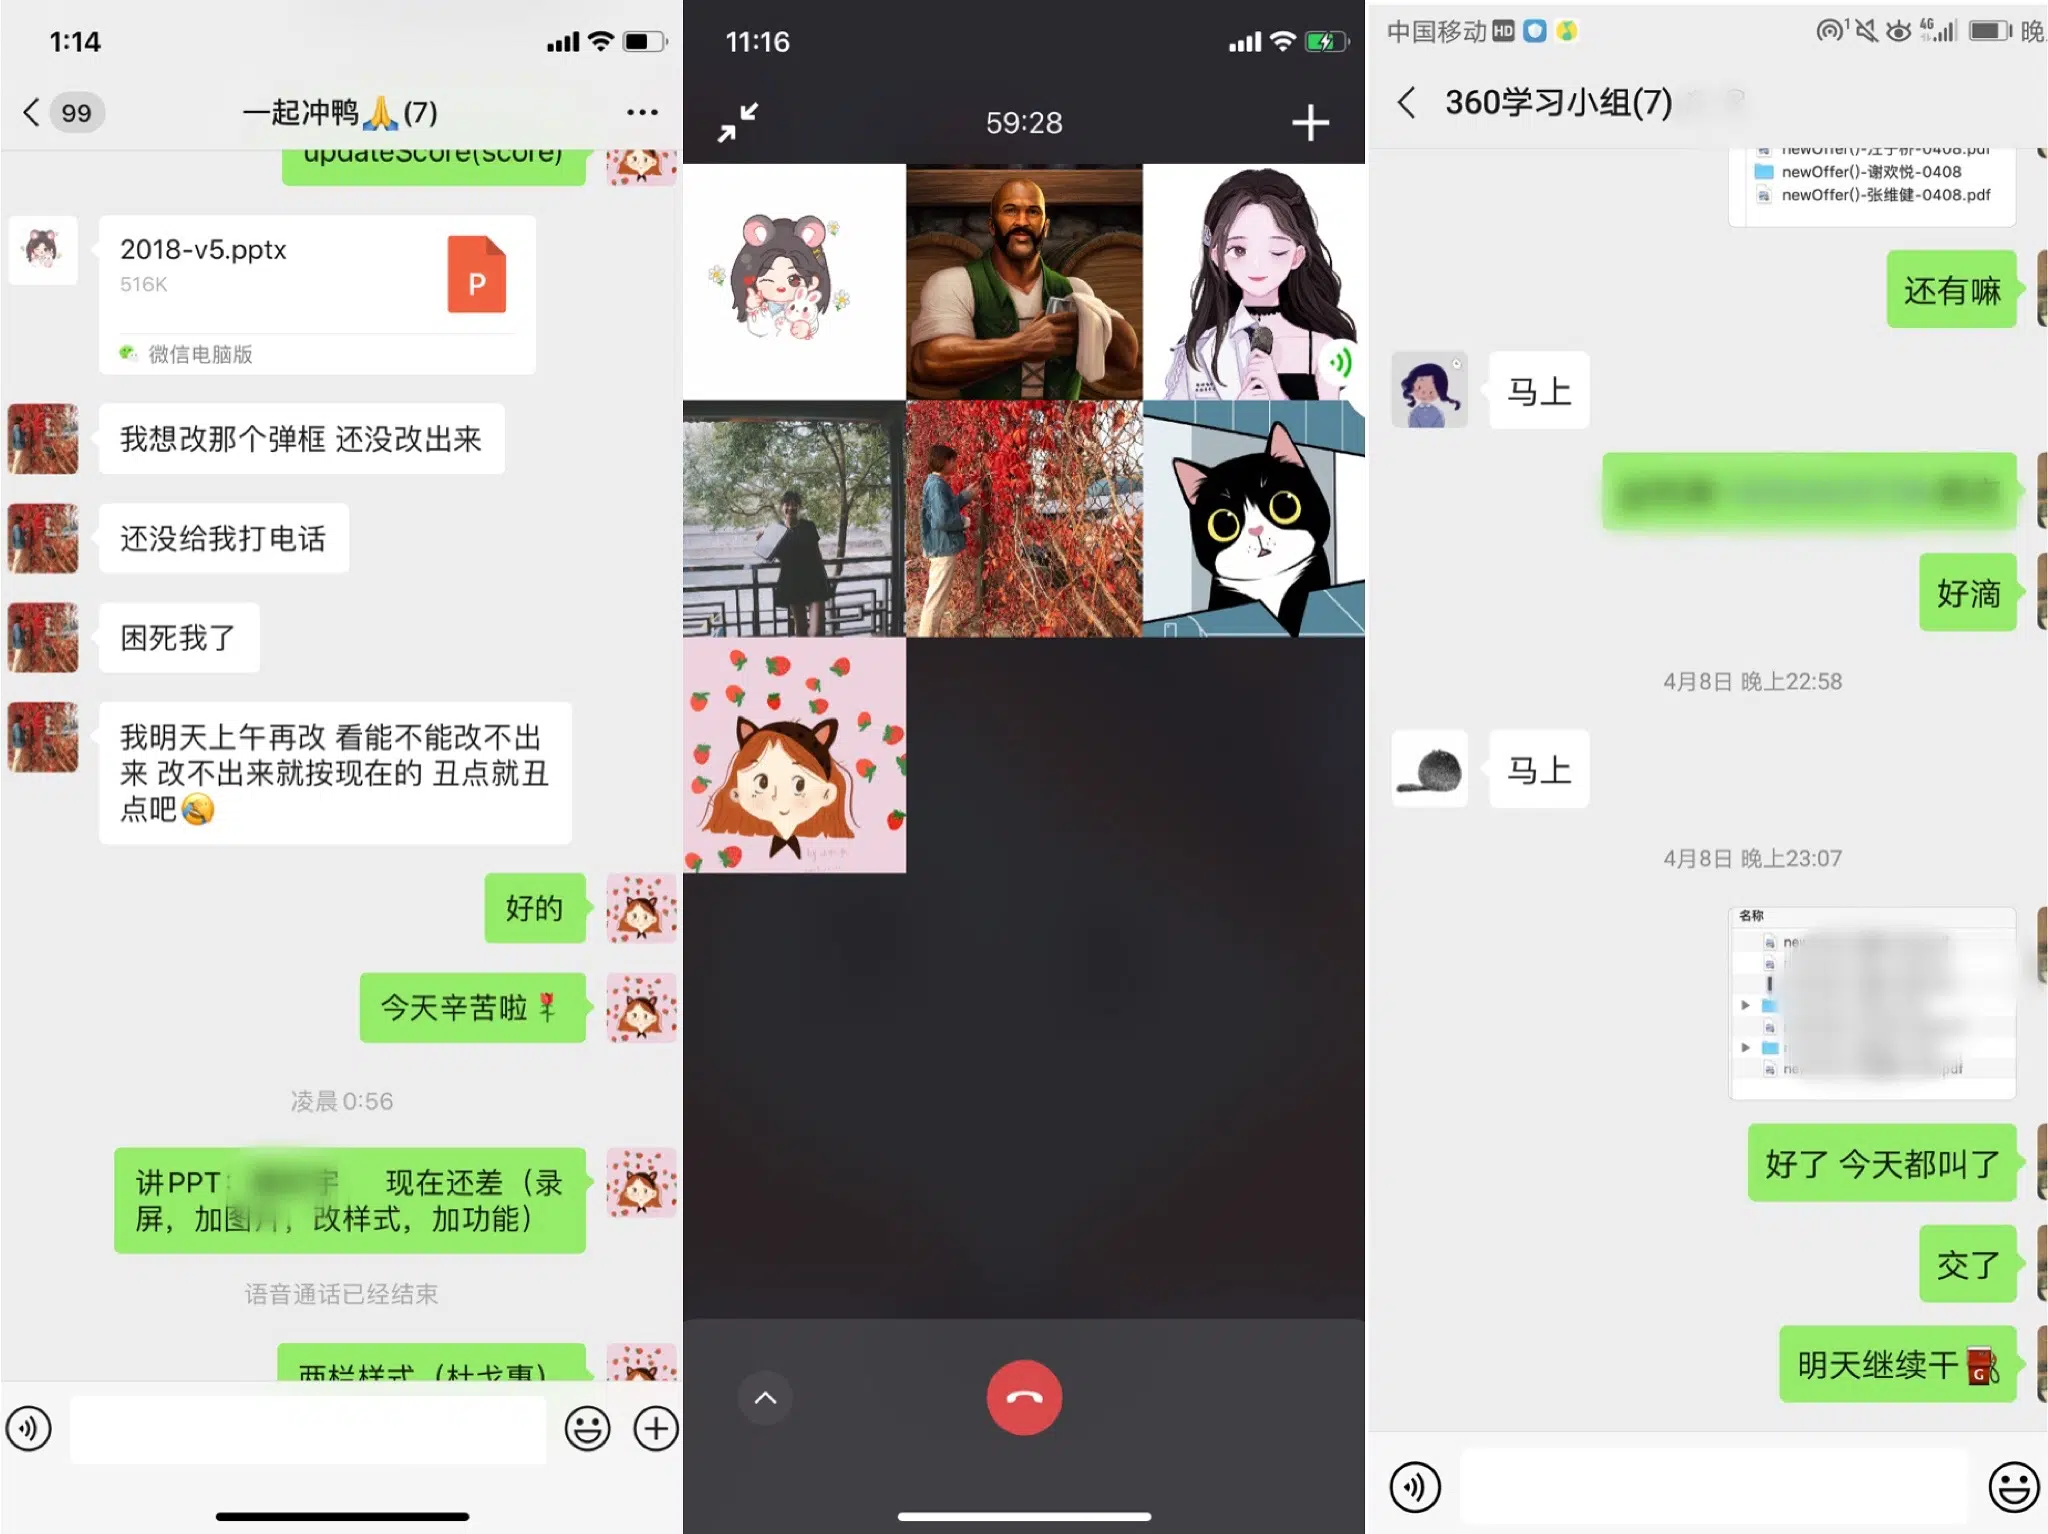 1:14
99
一起冲鸭🙏(7)
updateScore(score)
2018-v5.pptx
516K
P
微信电脑版
我想改那个弹框 还没改出来
还没给我打电话
困死我了
我明天上午再改 看能不能改不出
来 改不出来就按现在的 丑点就丑
点吧🤣
好的
今天辛苦啦🌹
凌晨 0:56
讲PPT: 现在还差（录
屏，加图片，改样式，加功能）
语音通话已经结束
两栏样式（杜戈惠）
11:16
59:28
中国移动 HD
4G
晚
360学习小组(7)
newOffer()-汪子桥-0408.pdf
newOffer()-谢欢悦-0408
newOffer()-张维健-0408.pdf
还有嘛
马上
好滴
4月8日 晚上22:58
马上
4月8日 晚上23:07
名称
好了 今天都叫了
交了
明天继续干
G